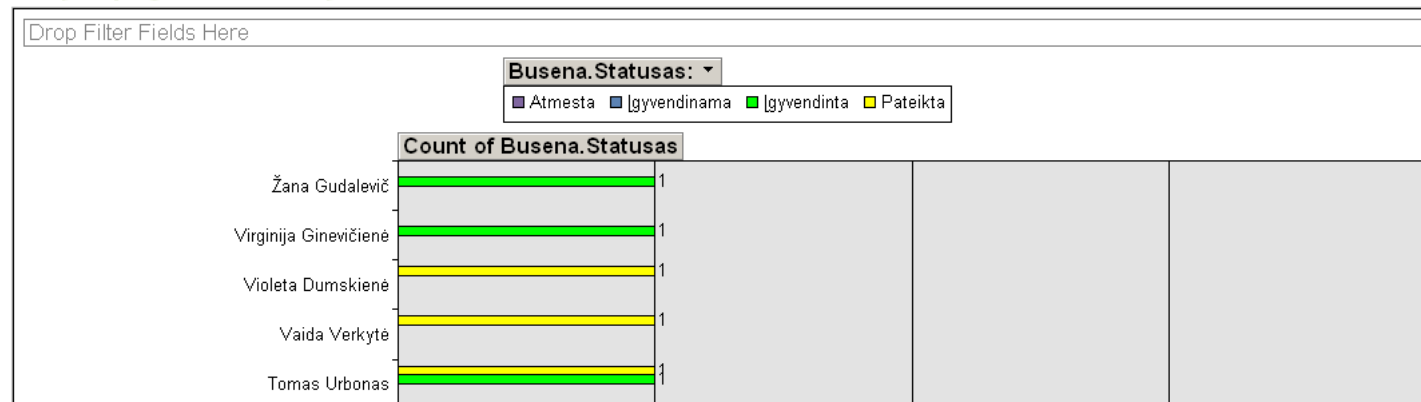 Drop Filter Fields Here
Busena.Statusas:
Atmesta Įgyvendinama Įgyvendinta Pateikta
Count of Busena.Statusas
Žana Gudalevič 1
Virginija Ginevičienė 1
Violeta Dumskienė 1
Vaida Verkytė 1
Tomas Urbonas 1
1